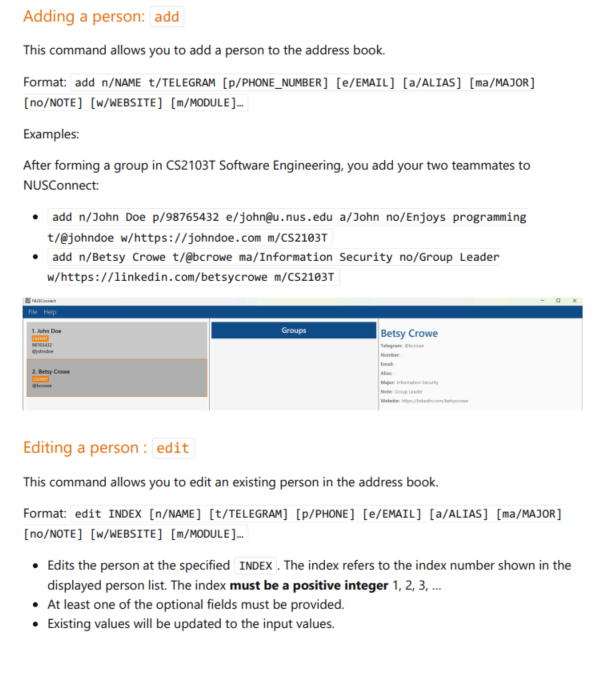 Adding a person: add
This command allows you to add a person to the address book.
Format: add n/NAME t/TELEGRAM [p/PHONE_NUMBER] [e/EMAIL] [a/ALIAS] [ma/MAJOR]
[no/NOTE] [w/WEBSITE] [m/MODULE]…
Examples:
After forming a group in CS2103T Software Engineering, you add your two teammates to
NUSConnect:
• add n/John Doe p/98765432 e/john@u.nus.edu a/John no/Enjoys programming
t/@johndoe w/https://johndoe.com m/CS2103T
• add n/Betsy Crowe t/@bcrowe ma/Information Security no/Group Leader
w/https://linkedin.com/betsycrowe m/CS2103T
NUSConnect
File Help
1. John Doe
CS2103T
98765432
@johndoe
2. Betsy Crowe
CS2103T
@bcrowe
Groups
Betsy Crowe
Telegram: @bcrowe
Number: -
Email: -
Alias: -
Major: Information Security
Note: Group Leader
Website: https://linkedin.com/betsycrowe
Editing a person : edit
This command allows you to edit an existing person in the address book.
Format: edit INDEX [n/NAME] [t/TELEGRAM] [p/PHONE] [e/EMAIL] [a/ALIAS] [ma/MAJOR]
[no/NOTE] [w/WEBSITE] [m/MODULE]…
• Edits the person at the specified INDEX . The index refers to the index number shown in the
displayed person list. The index must be a positive integer 1, 2, 3, …
• At least one of the optional fields must be provided.
• Existing values will be updated to the input values.